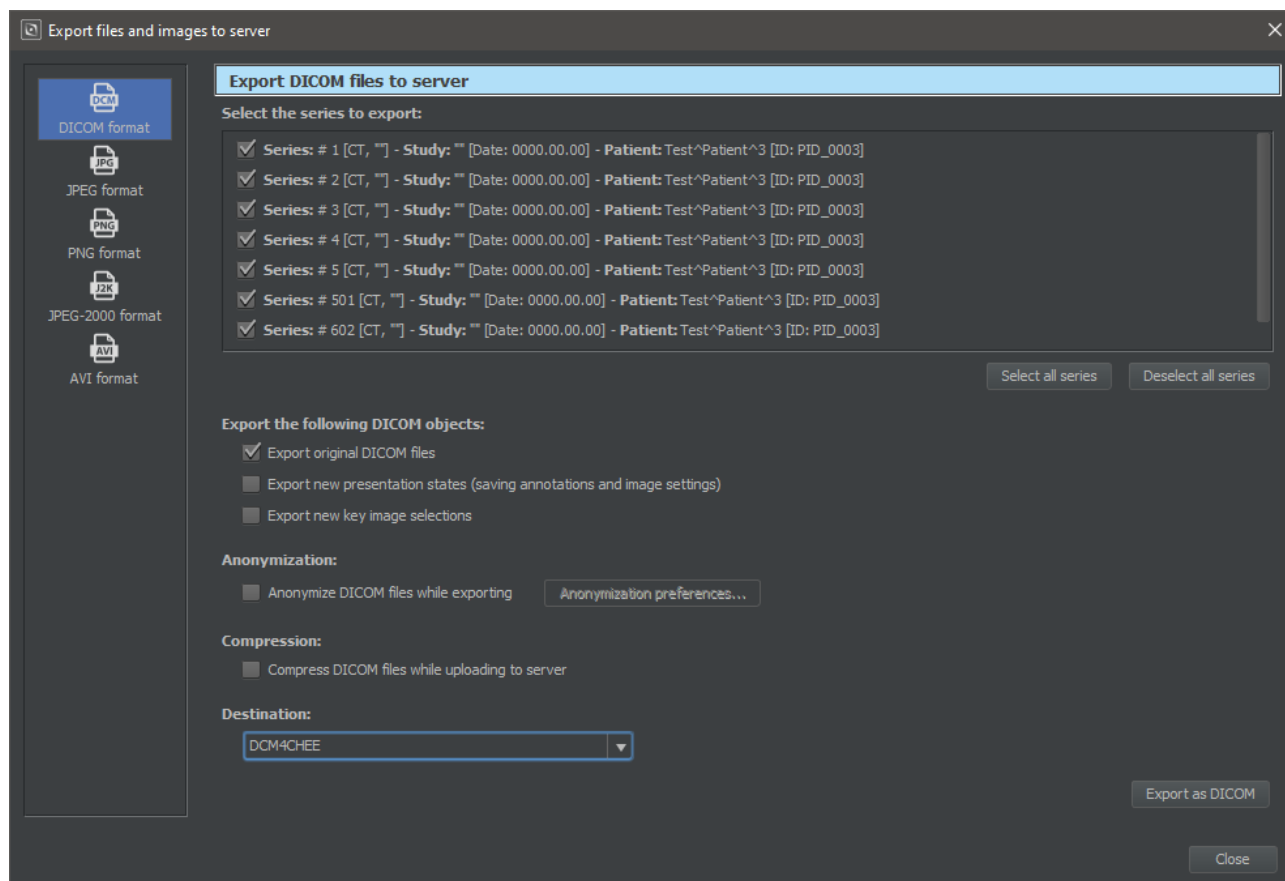 Export files and images to server
DCM
DICOM format
JPG
JPEG format
PNG
PNG format
J2K
JPEG-2000 format
AVI
AVI format
Export DICOM files to server
Select the series to export:
Series: # 1 [CT, ""] - Study: "" [Date: 0000.00.00] - Patient: Test^Patient^3 [ID: PID_0003]
Series: # 2 [CT, ""] - Study: "" [Date: 0000.00.00] - Patient: Test^Patient^3 [ID: PID_0003]
Series: # 3 [CT, ""] - Study: "" [Date: 0000.00.00] - Patient: Test^Patient^3 [ID: PID_0003]
Series: # 4 [CT, ""] - Study: "" [Date: 0000.00.00] - Patient: Test^Patient^3 [ID: PID_0003]
Series: # 5 [CT, ""] - Study: "" [Date: 0000.00.00] - Patient: Test^Patient^3 [ID: PID_0003]
Series: # 501 [CT, ""] - Study: "" [Date: 0000.00.00] - Patient: Test^Patient^3 [ID: PID_0003]
Series: # 602 [CT, ""] - Study: "" [Date: 0000.00.00] - Patient: Test^Patient^3 [ID: PID_0003]
Select all series
Deselect all series
Export the following DICOM objects:
Export original DICOM files
Export new presentation states (saving annotations and image settings)
Export new key image selections
Anonymization:
Anonymize DICOM files while exporting
Anonymization preferences...
Compression:
Compress DICOM files while uploading to server
Destination:
DCM4CHEE
Export as DICOM
Close